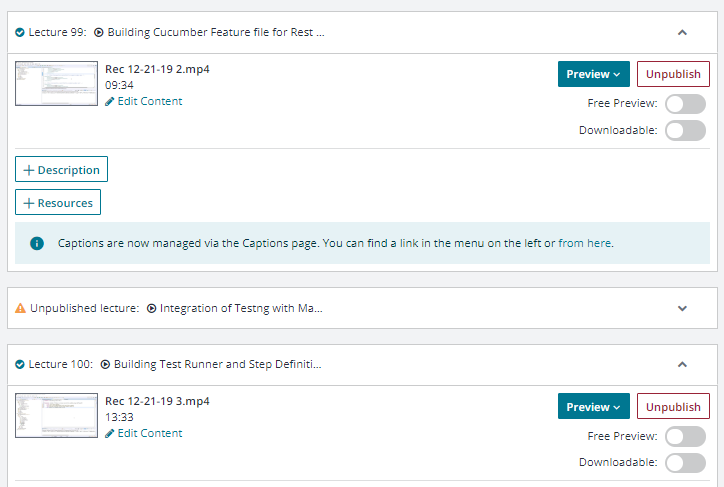 Lecture 99: Building Cucumber Feature file for Rest ...
Rec 12-21-19 2.mp4
Preview
Unpublish
09:34
Edit Content
Free Preview:
Downloadable:
+ Description
+ Resources
Captions are now managed via the Captions page. You can find a link in the menu on the left or from here.
Unpublished lecture: Integration of Testng with Ma...
Lecture 100: Building Test Runner and Step Definiti...
Rec 12-21-19 3.mp4
Preview
Unpublish
13:33
Edit Content
Free Preview:
Downloadable: